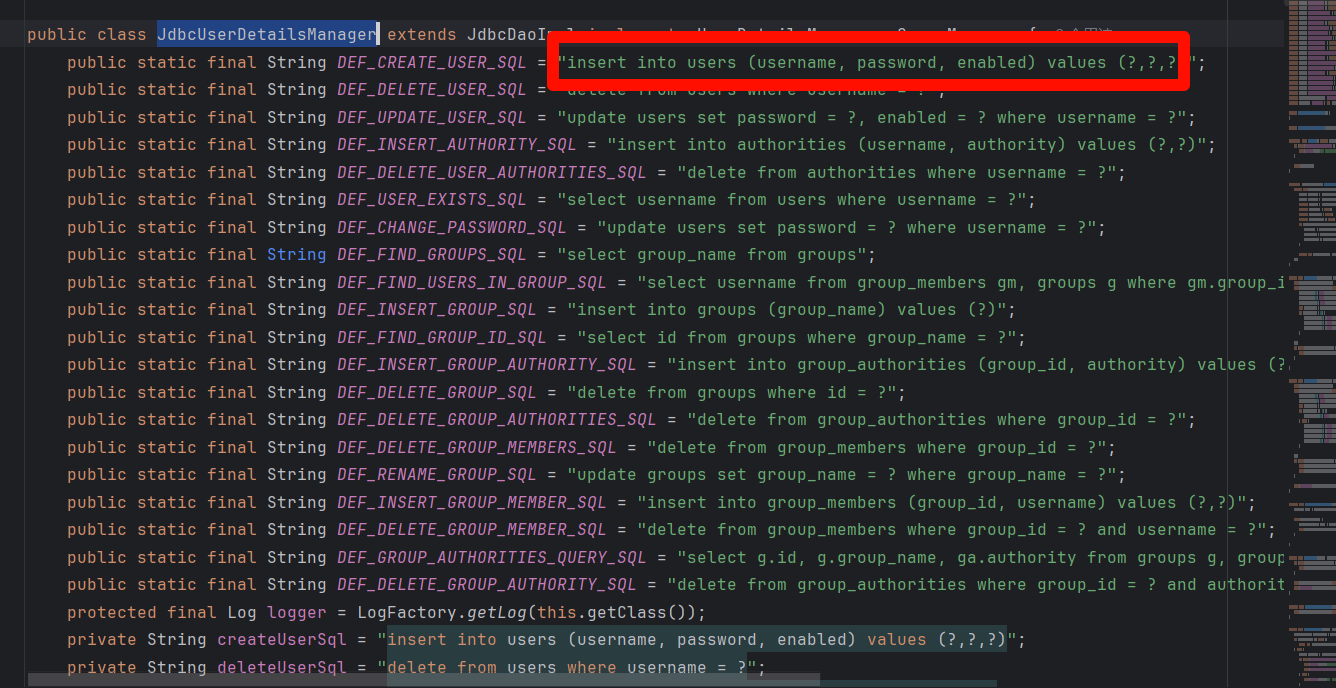 public class JdbcUserDetailsManager extends
public static final String DEF_CREATE_USER_SQL = "insert into users (username, password, enabled) values (?,?,?)";
public static final String DEF_DELETE_USER_SQL = "delete from users where username = ?";
public static final String DEF_UPDATE_USER_SQL = "update users set password = ?, enabled = ? where username = ?";
public static final String DEF_INSERT_AUTHORITY_SQL = "insert into authorities (username, authority) values (?,?)";
public static final String DEF_DELETE_USER_AUTHORITIES_SQL = "delete from authorities where username = ?";
public static final String DEF_USER_EXISTS_SQL = "select username from users where username = ?";
public static final String DEF_CHANGE_PASSWORD_SQL = "update users set password = ? where username = ?";
public static final String DEF_FIND_GROUPS_SQL = "select group_name from groups";
public static final String DEF_FIND_USERS_IN_GROUP_SQL = "select username from group_members gm, groups g where gm.group_i
public static final String DEF_INSERT_GROUP_SQL = "insert into groups (group_name) values (?)";
public static final String DEF_FIND_GROUP_ID_SQL = "select id from groups where group_name = ?";
public static final String DEF_INSERT_GROUP_AUTHORITY_SQL = "insert into group_authorities (group_id, authority) values (?
public static final String DEF_DELETE_GROUP_SQL = "delete from groups where id = ?";
public static final String DEF_DELETE_GROUP_AUTHORITIES_SQL = "delete from group_authorities where group_id = ?";
public static final String DEF_DELETE_GROUP_MEMBERS_SQL = "delete from group_members where group_id = ?";
public static final String DEF_RENAME_GROUP_SQL = "update groups set group_name = ? where group_name = ?";
public static final String DEF_INSERT_GROUP_MEMBER_SQL = "insert into group_members (group_id, username) values (?,?)";
public static final String DEF_DELETE_GROUP_MEMBER_SQL = "delete from group_members where group_id = ? and username = ?";
public static final String DEF_GROUP_AUTHORITIES_QUERY_SQL = "select g.id, g.group_name, ga.authority from groups g, group
public static final String DEF_DELETE_GROUP_AUTHORITY_SQL = "delete from group_authorities where group_id = ? and authorit
protected final Log logger = LogFactory.getLog(this.getClass());
private String createUserSql = "insert into users (username, password, enabled) values (?,?,?)";
private String deleteUserSql = "delete from users where username = ?";